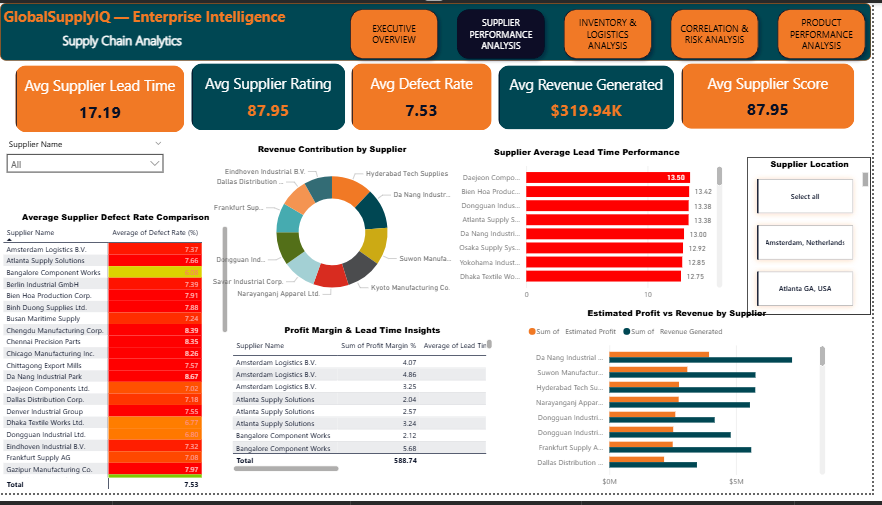 GlobalSupplyIQ — Enterprise Intelligence
Supply Chain Analytics
EXECUTIVE
OVERVIEW
SUPPLIER
PERFORMANCE
ANALYSIS
INVENTORY &
LOGISTICS
ANALYSIS
CORRELATION &
RISK ANALYSIS
PRODUCT
PERFORMANCE
ANALYSIS
Avg Supplier Lead Time
17.19
Avg Supplier Rating
87.95
Avg Defect Rate
7.53
Avg Revenue Generated
$319.94K
Avg Supplier Score
87.95
Supplier Name
All
Average Supplier Defect Rate Comparison
Supplier Name Average of Defect Rate (%)
Amsterdam Logistics B.V. 7.37
Atlanta Supply Solutions 7.66
Bangalore Component Works
Berlin Industrial GmbH 7.39
Bien Hoa Production Corp. 7.91
Binh Duong Supplies Ltd. 7.88
Busan Maritime Supply 7.24
Chengdu Manufacturing Corp. 8.39
Chennai Precision Parts 8.35
Chicago Manufacturing Inc. 8.26
Chittagong Export Mills 7.57
Da Nang Industrial Park 8.67
Daejeon Components Ltd. 7.02
Dallas Distribution Corp. 7.18
Denver Industrial Group 7.55
Dhaka Textile Works Ltd.
Dongguan Industrial Ltd.
Eindhoven Industrial B.V. 7.32
Frankfurt Supply AG 7.08
Gazipur Manufacturing Co. 7.97
Total 7.53
Revenue Contribution by Supplier
Eindhoven Industrial B.V.
Dallas Distribution ...
Frankfurt Sup...
Dongguan Ind...
Savar Industrial Corp.
Narayanganj Apparel Ltd.
Hyderabad Tech Supplies
Da Nang Industr...
Suwon Manufa...
Kyoto Manufacturing Co.
Profit Margin & Lead Time Insights
Supplier Name Sum of Profit Margin % Average of Lead Tir
Amsterdam Logistics B.V. 4.07
Amsterdam Logistics B.V. 4.86
Amsterdam Logistics B.V. 3.25
Atlanta Supply Solutions 2.04
Atlanta Supply Solutions 2.57
Atlanta Supply Solutions 3.24
Bangalore Component Works 2.12
Bangalore Component Works 5.68
Total 588.74
Supplier Average Lead Time Performance
Daejeon Compo... 13.50
Bien Hoa Produc... 13.42
Dongguan Indus... 13.38
Atlanta Supply S... 13.38
Da Nang Industri... 13.00
Osaka Supply Sys... 12.92
Yokohama Indust... 12.85
Dhaka Textile Wo... 12.75
0 10
Supplier Location
Select all
Amsterdam, Netherlands
Atlanta GA, USA
Estimated Profit vs Revenue by Supplier
Sum of Estimated Profit Sum of Revenue Generated
Da Nang Industrial ...
Suwon Manufactur...
Hyderabad Tech Su...
Narayanganj Appar...
Dongguan Industri...
Dongguan Industri...
Frankfurt Supply A...
Dallas Distribution ...
$0M $5M